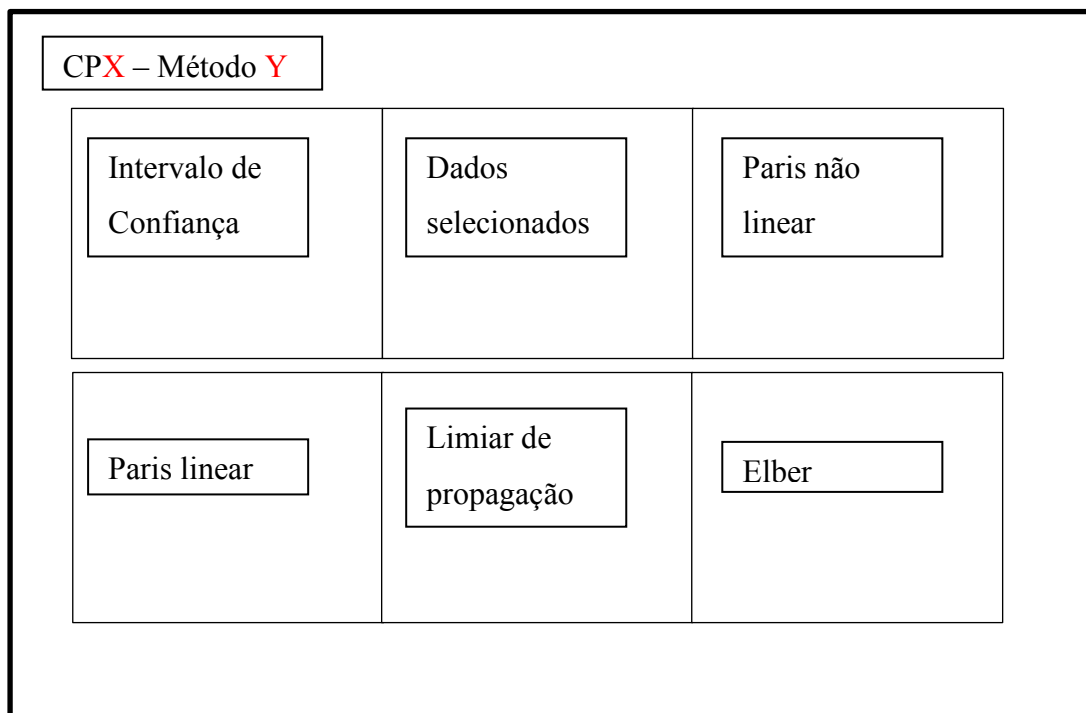 CPX – Método Y
Intervalo de
Confiança
Dados
selecionados
Paris não
linear
Paris linear
Limiar de
propagação
Elber